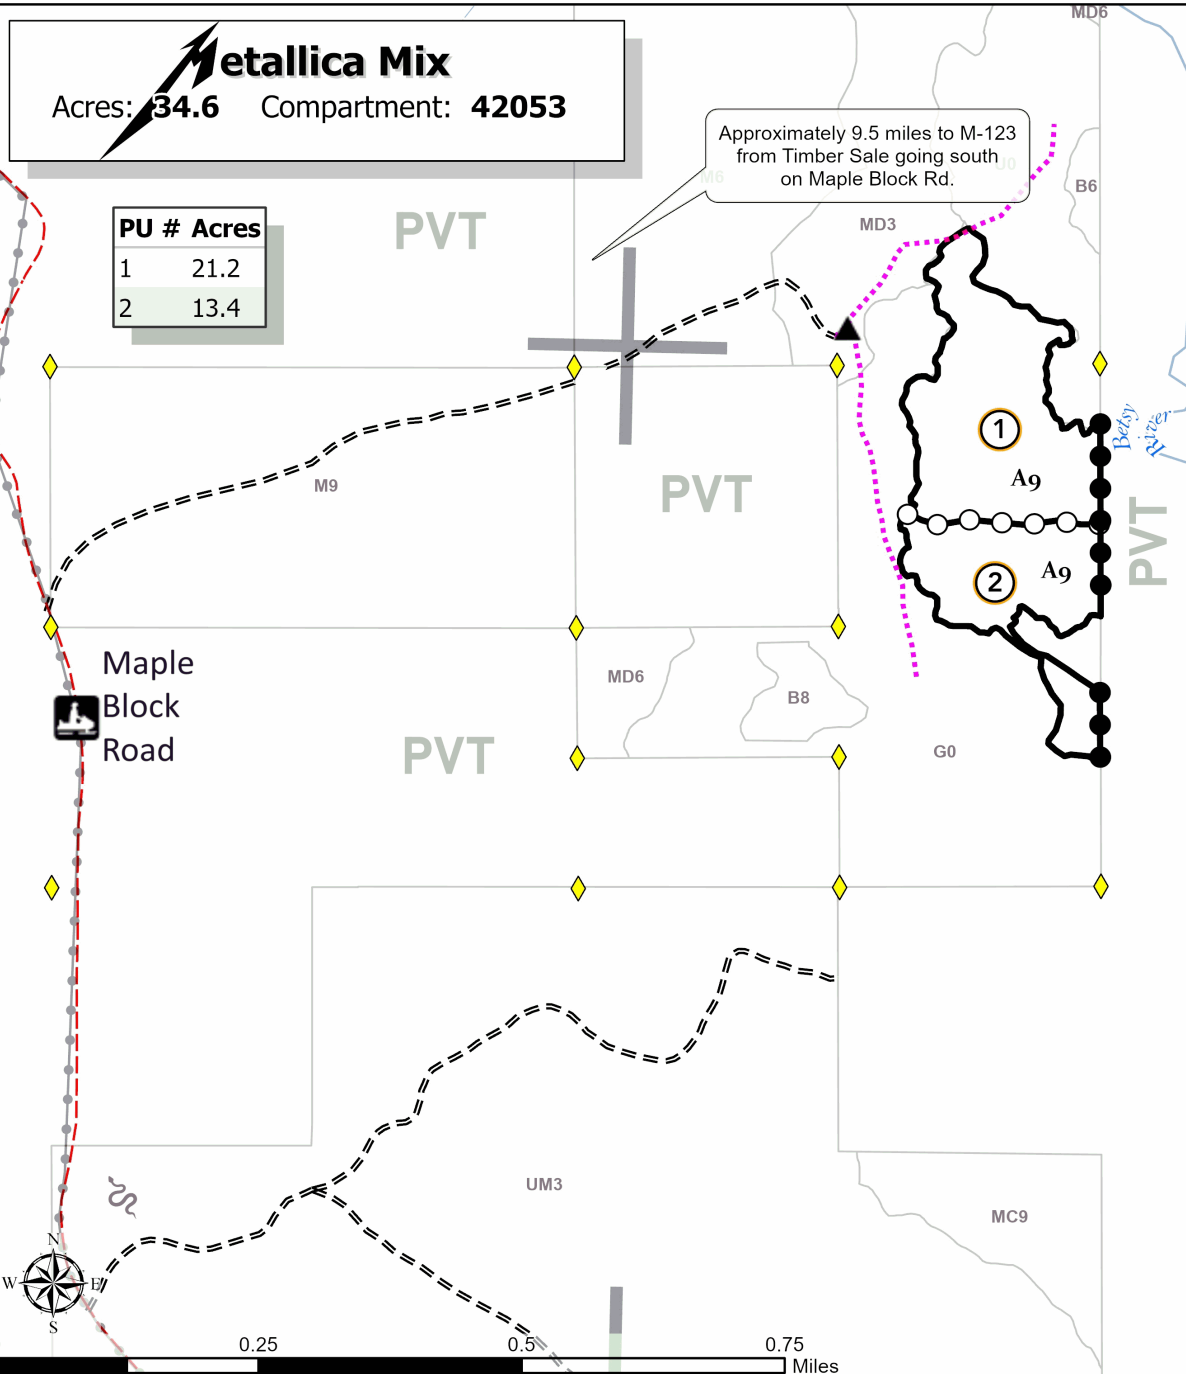 MD6
Metallica Mix
Acres: 34.6 Compartment: 42053
Approximately 9.5 miles to M-123
from Timber Sale going south
on Maple Block Rd.
M6
U0
B6
PU # Acres
1 21.2
2 13.4
PVT
MD3
1
Betsy
River
A9
M9
PVT
PVT
2
A9
Maple
Block
Road
MD6
B8
PVT
G0
UM3
MC9
N
W E
S
0.25 0.5 0.75
Miles